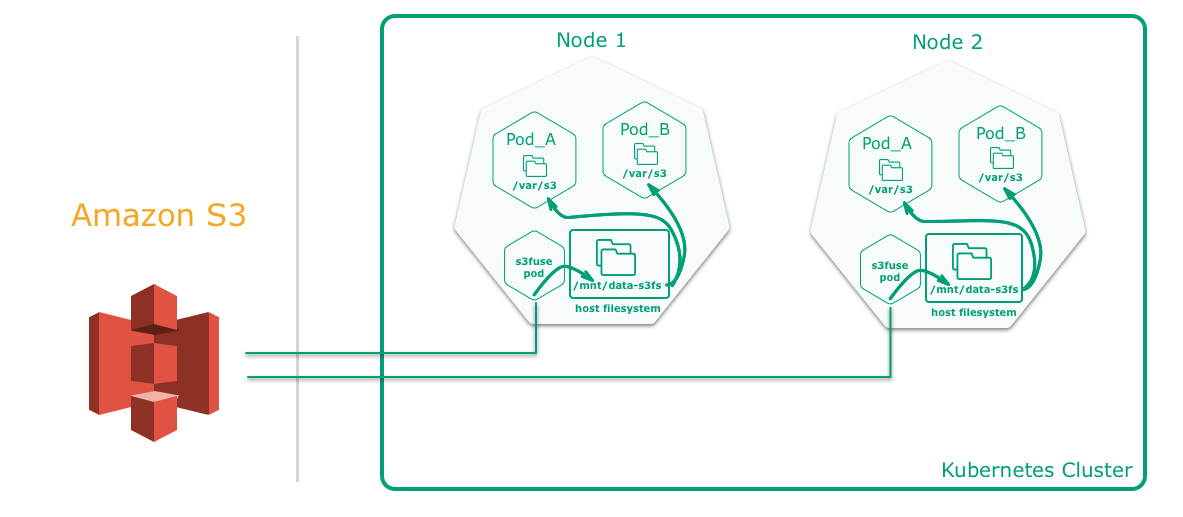 Amazon S3
Node 1
Pod_A
/var/s3
Pod_B
/var/s3
s3fuse
pod
/mnt/data-s3fs
host filesystem
Node 2
Pod_A
/var/s3
Pod_B
/var/s3
s3fuse
pod
/mnt/data-s3fs
host filesystem
Kubernetes Cluster